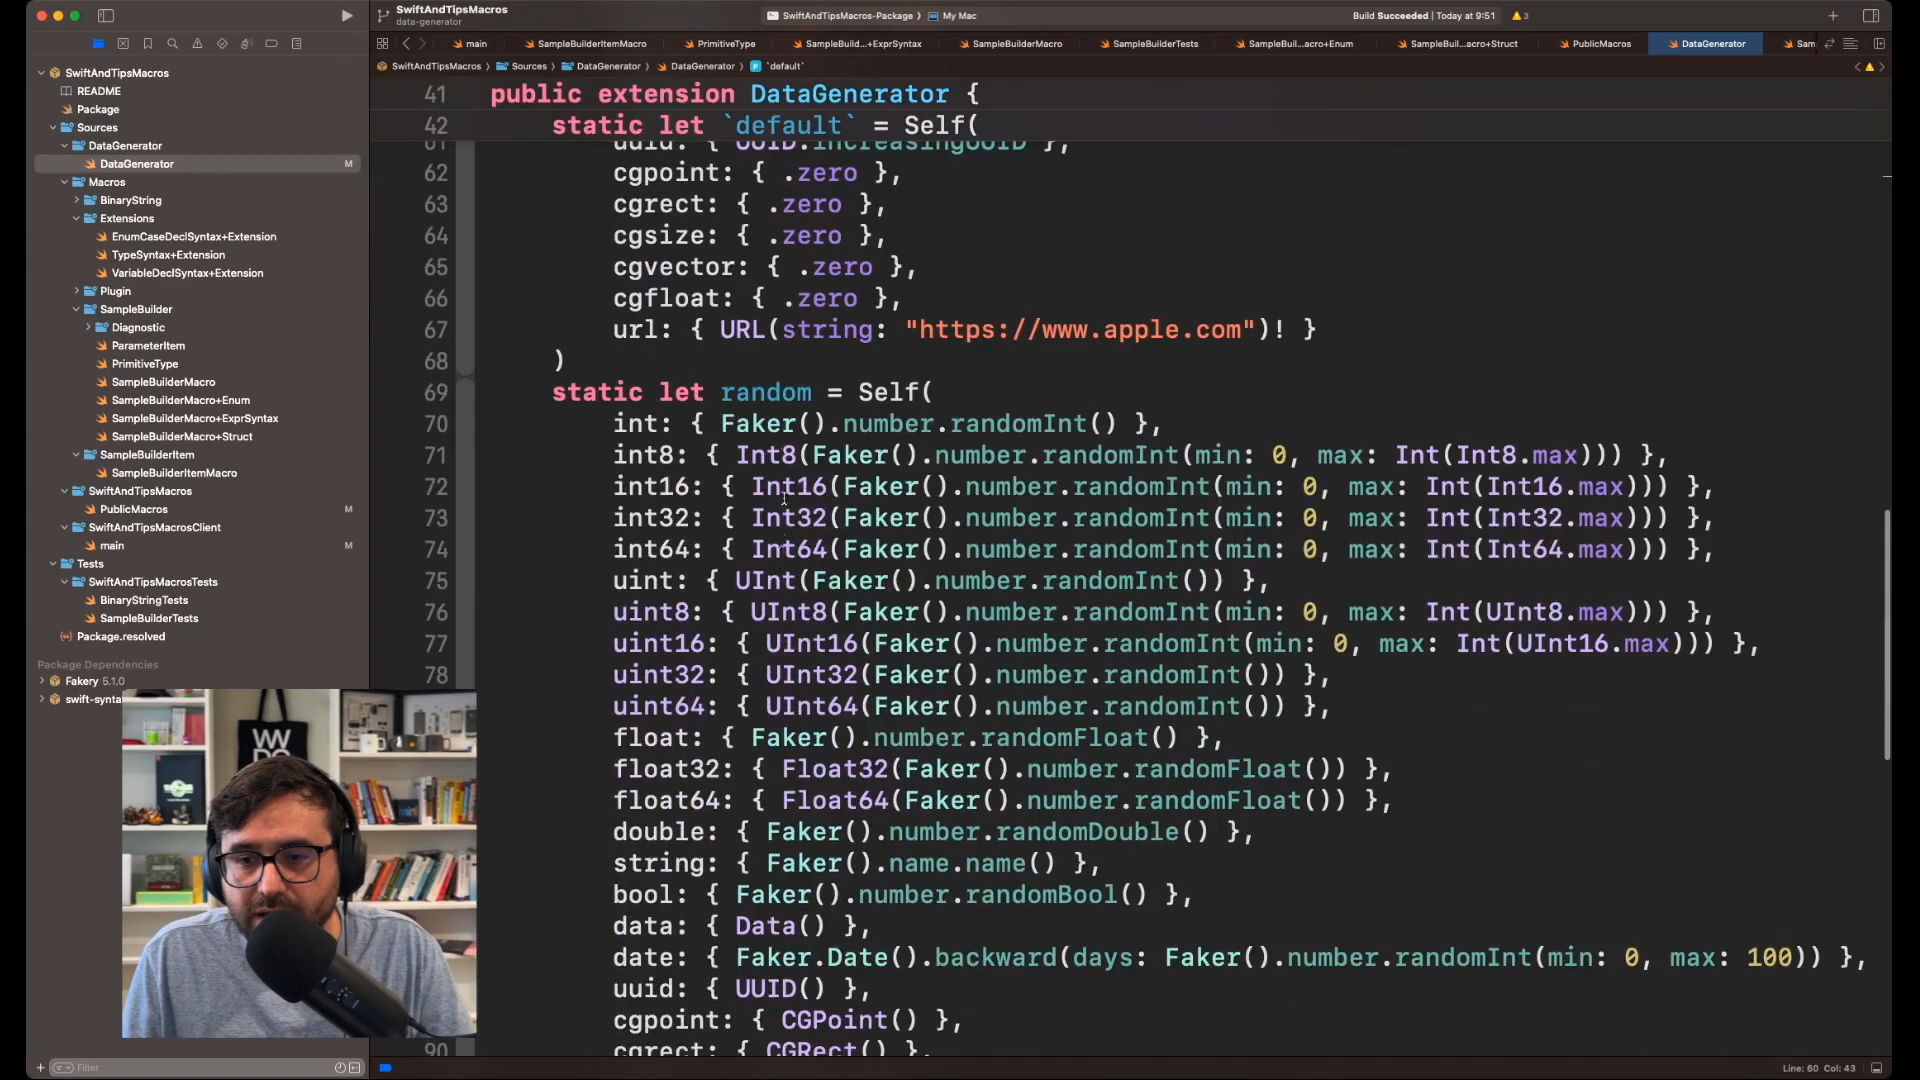 SwiftAndTipsMacros
data-generator
SwiftAndTipsMacros-Package
My Mac
Build Succeeded | Today at 9:51
3
main
SampleBuilderItemMacro
PrimitiveType
SampleBuild...+ExprSyntax
SampleBuilderMacro
SampleBuilderTests
SampleBuil...acro+Enum
SampleBuil...acro+Struct
PublicMacros
DataGenerator
Sam
SwiftAndTipsMacros
Sources
DataGenerator
DataGenerator
P
`default`
SwiftAndTipsMacros
README
Package
Sources
DataGenerator
DataGenerator M
Macros
BinaryString
Extensions
EnumCaseDeclSyntax+Extension
TypeSyntax+Extension
VariableDeclSyntax+Extension
Plugin
SampleBuilder
Diagnostic
ParameterItem
PrimitiveType
SampleBuilderMacro
SampleBuilderMacro+Enum
SampleBuilderMacro+ExprSyntax
SampleBuilderMacro+Struct
SampleBuilderItem
SampleBuilderItemMacro
SwiftAndTipsMacros
PublicMacros M
SwiftAndTipsMacrosClient
main M
Tests
SwiftAndTipsMacrosTests
BinaryStringTests
SampleBuilderTests
Package.resolved
Package Dependencies
Fakery 5.1.0
swift-synta
Filter
41 public extension DataGenerator {
42 static let `default` = Self(
61 uuid: { UUID.increasingUUID },
62 cgpoint: { .zero },
63 cgrect: { .zero },
64 cgsize: { .zero },
65 cgvector: { .zero },
66 cgfloat: { .zero },
67 url: { URL(string: "https://www.apple.com")! }
68 )
69 static let random = Self(
70 int: { Faker().number.randomInt() },
71 int8: { Int8(Faker().number.randomInt(min: 0, max: Int(Int8.max))) },
72 int16: { Int16(Faker().number.randomInt(min: 0, max: Int(Int16.max))) },
73 int32: { Int32(Faker().number.randomInt(min: 0, max: Int(Int32.max))) },
74 int64: { Int64(Faker().number.randomInt(min: 0, max: Int(Int64.max))) },
75 uint: { UInt(Faker().number.randomInt()) },
76 uint8: { UInt8(Faker().number.randomInt(min: 0, max: Int(UInt8.max))) },
77 uint16: { UInt16(Faker().number.randomInt(min: 0, max: Int(UInt16.max))) },
78 uint32: { UInt32(Faker().number.randomInt()) },
uint64: { UInt64(Faker().number.randomInt()) },
float: { Faker().number.randomFloat() },
float32: { Float32(Faker().number.randomFloat()) },
float64: { Float64(Faker().number.randomFloat()) },
double: { Faker().number.randomDouble() },
string: { Faker().name.name() },
bool: { Faker().number.randomBool() },
data: { Data() },
date: { Faker.Date().backward(days: Faker().number.randomInt(min: 0, max: 100)) },
uuid: { UUID() },
cgpoint: { CGPoint() },
90 cgrect: { CGRect() },
Line: 60 Col: 43